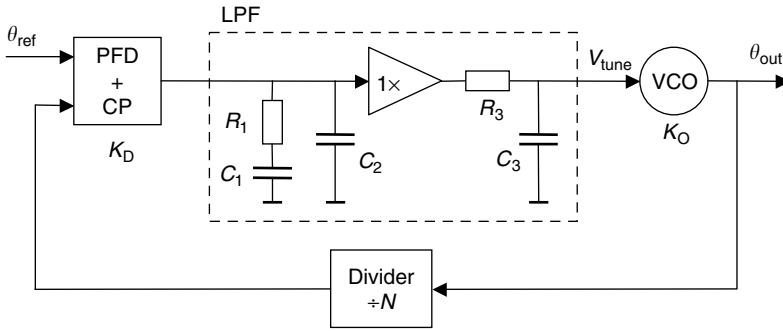 LPF
θref
PFD
+
CP
KD
R1
C1
C2
1×
R3
C3
Vtune
VCO
KO
θout
Divider
÷N